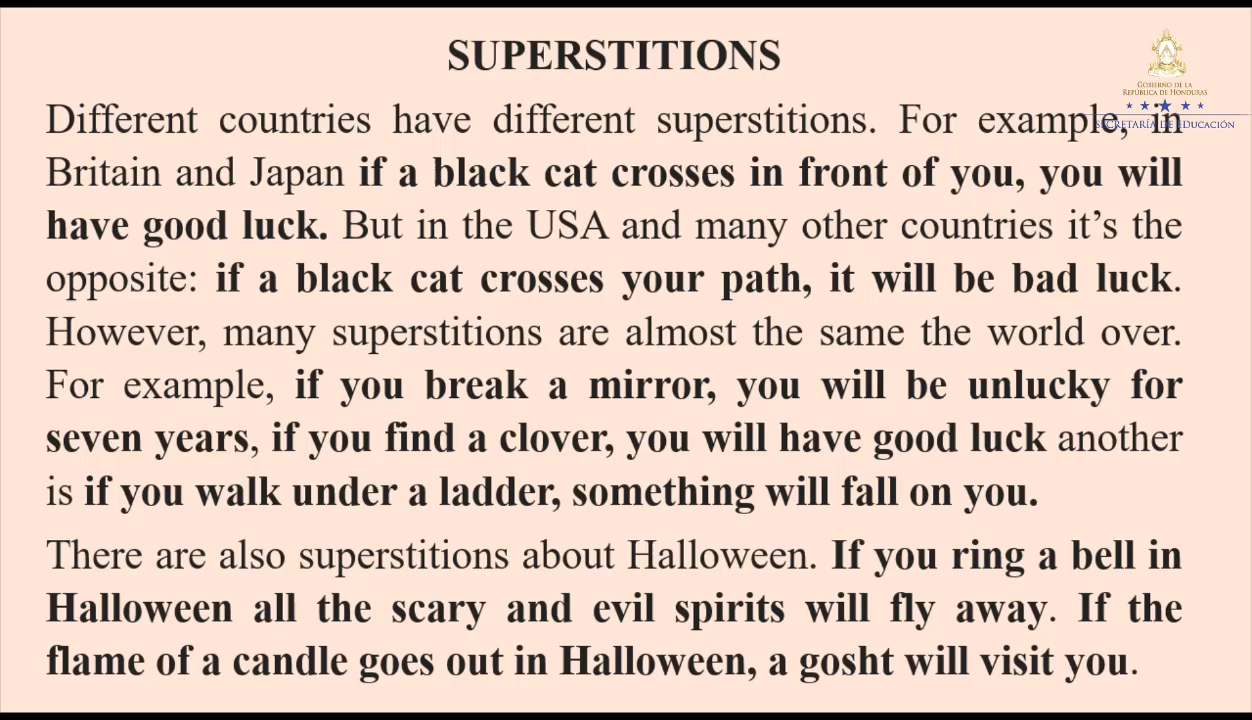 SUPERSTITIONS
GOBIERNO DE LA
REPÚBLICA DE HONDURAS
SECRETARÍA DE EDUCACIÓN
Different countries have different superstitions. For example, in
Britain and Japan if a black cat crosses in front of you, you will
have good luck. But in the USA and many other countries it’s the
opposite: if a black cat crosses your path, it will be bad luck.
However, many superstitions are almost the same the world over.
For example, if you break a mirror, you will be unlucky for
seven years, if you find a clover, you will have good luck another
is if you walk under a ladder, something will fall on you.
There are also superstitions about Halloween. If you ring a bell in
Halloween all the scary and evil spirits will fly away. If the
flame of a candle goes out in Halloween, a gosht will visit you.